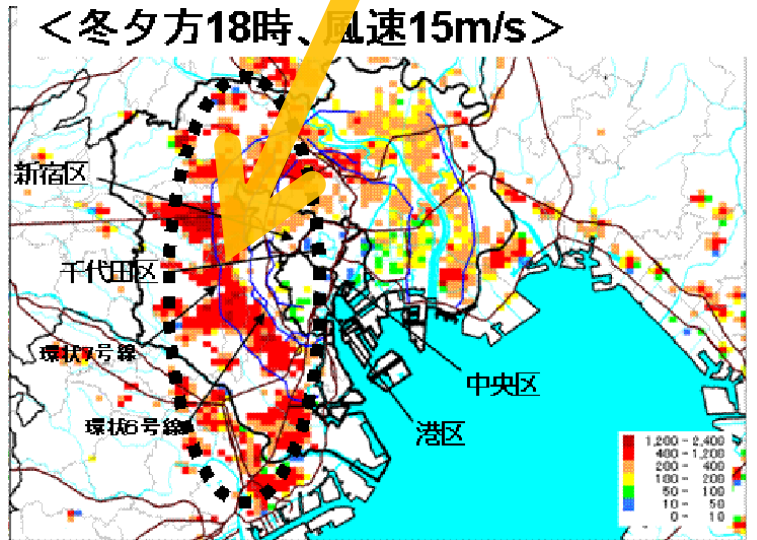 ＜冬夕方18時、風速15m/s＞
新宿区
千代田区
環状7号線
環状6号線
中央区
港区
1,200 - 2,400
400 - 1,200
200 - 400
100 - 200
50 - 100
10 - 50
0 - 10